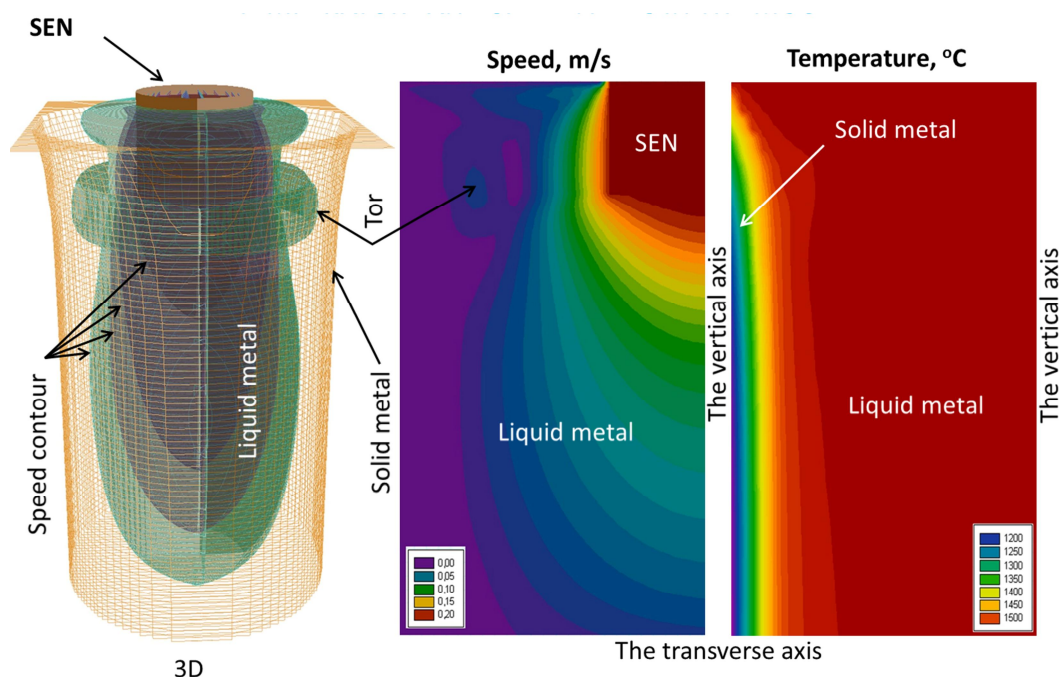 SEN
Speed, m/s
Temperature, °C
SEN
Solid metal
Tor
Speed contour
Liquid metal
Solid metal
Liquid metal
The vertical axis
Liquid metal
The vertical axis
0,00
0,05
0,10
0,15
0,20
1200
1250
1300
1350
1400
1450
1500
The transverse axis
3D